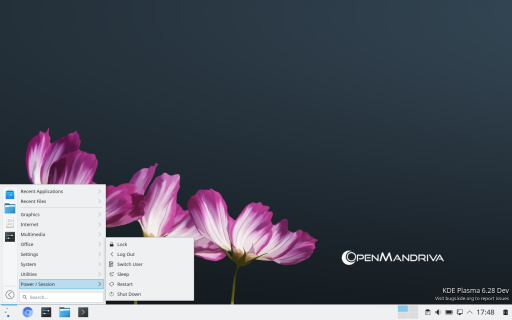 Recent Applications
Recent Files
Graphics
Internet
Multimedia
Office
Settings
System
Utilities
Power / Session
Search...
Lock
Log Out
Switch User
Sleep
Restart
Shut Down
OpenMandriva
KDE Plasma 6.28 Dev
Visit bugs.kde.org to report issues
17:48